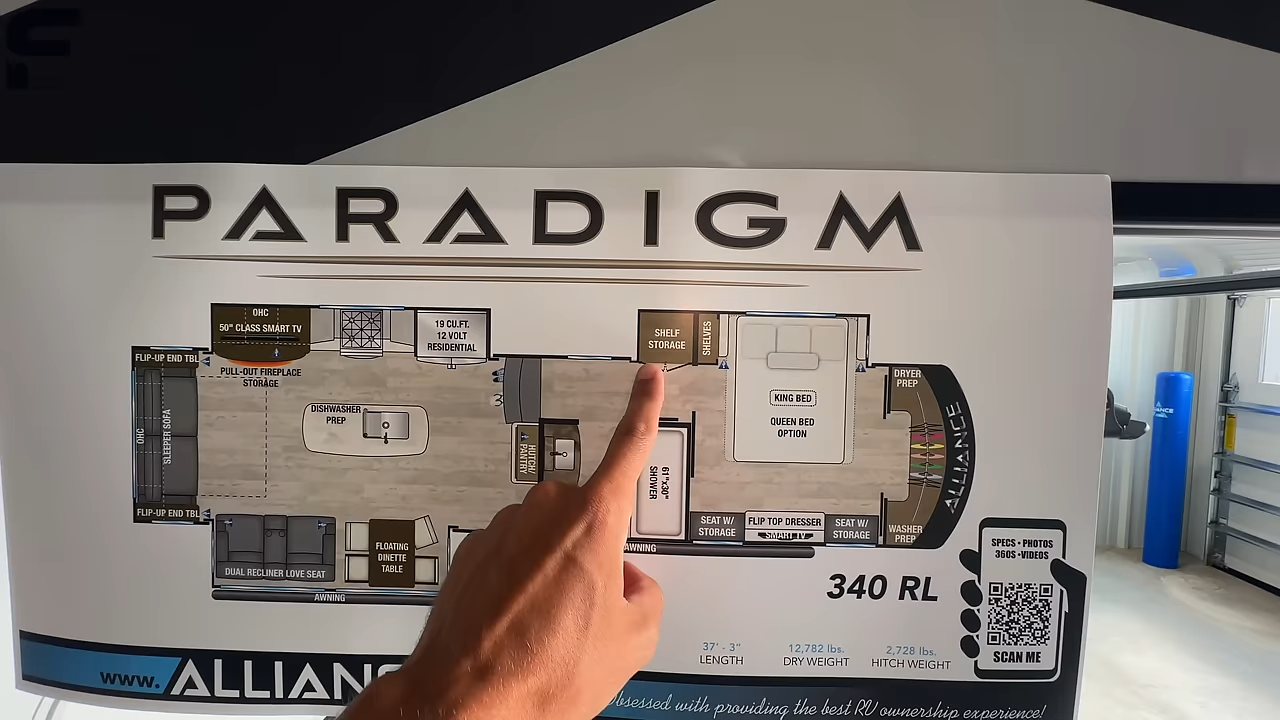 PARADIGM
OHC
50" CLASS SMART TV
PULL-OUT FIREPLACE
STORAGE
19 CU.FT.
12 VOLT
RESIDENTIAL
SHELF
STORAGE
SHELVES
FLIP-UP END TBL
OHC
SLEEPER SOFA
FLIP-UP END TBL
DISHWASHER
PREP
3
HUTCH/
PANTRY
KING BED
QUEEN BED
OPTION
DRYER
PREP
ALLIANCE
WASHER
PREP
61"x30"
SHOWER
SEAT W/
STORAGE
FLIP TOP DRESSER
SMART TV
SEAT W/
STORAGE
DUAL RECLINER LOVE SEAT
FLOATING
DINETTE
TABLE
AWNING
AWNING
340 RL
37' - 3"
LENGTH
12,782 lbs.
DRY WEIGHT
2,728 lbs.
HITCH WEIGHT
SPECS • PHOTOS
360S • VIDEOS
SCAN ME
www.ALLIANC
obsessed with providing the best RV ownership experience!